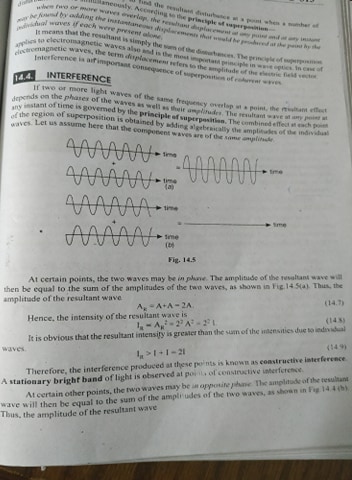 to find the resultant disturbance at a point when a number of
simultaneously. According to the principle of superposition—
when two or more waves overlap, the resultant displacement at any point and at any instant
may be found by adding the instantaneous displacements that would be produced at the point by the
individual waves if each were present alone.
It means that the resultant is simply the sum of the disturbances. The principle of superposition
applies to electromagnetic waves also and is the most important principle in wave optics. In case of
electromagnetic waves, the term displacement refers to the amplitude of the electric field vector.
Interference is an important consequence of superposition of coherent waves.
14.4. INTERFERENCE
If two or more light waves of the same frequency overlap at a point, the resultant effect
depends on the phases of the waves as well as their amplitudes. The resultant wave at any point at
any instant of time is governed by the principle of superposition. The combined effect at each point
of the region of superposition is obtained by adding algebraically the amplitudes of the individual
waves. Let us assume here that the component waves are of the same amplitude.
time
+ = time
time
(a)
time
+ = time
time
(b)
Fig. 14.5
At certain points, the two waves may be in phase. The amplitude of the resultant wave will
then be equal to the sum of the amplitudes of the two waves, as shown in Fig.14.5(a). Thus, the
amplitude of the resultant wave
A_R = A+A = 2A (14.7)
Hence, the intensity of the resultant wave is
I_R = A_R² = 2² A² = 2² I (14.8)
It is obvious that the resultant intensity is greater than the sum of the intensities due to individual
waves.
I_R > I + I = 2I (14.9)
Therefore, the interference produced at these points is known as constructive interference.
A stationary bright band of light is observed at points of constructive interference.
At certain other points, the two waves may be in opposite phase. The amplitude of the resultant
wave will then be equal to the sum of the amplitudes of the two waves, as shown in Fig 14.4 (b).
Thus, the amplitude of the resultant wave